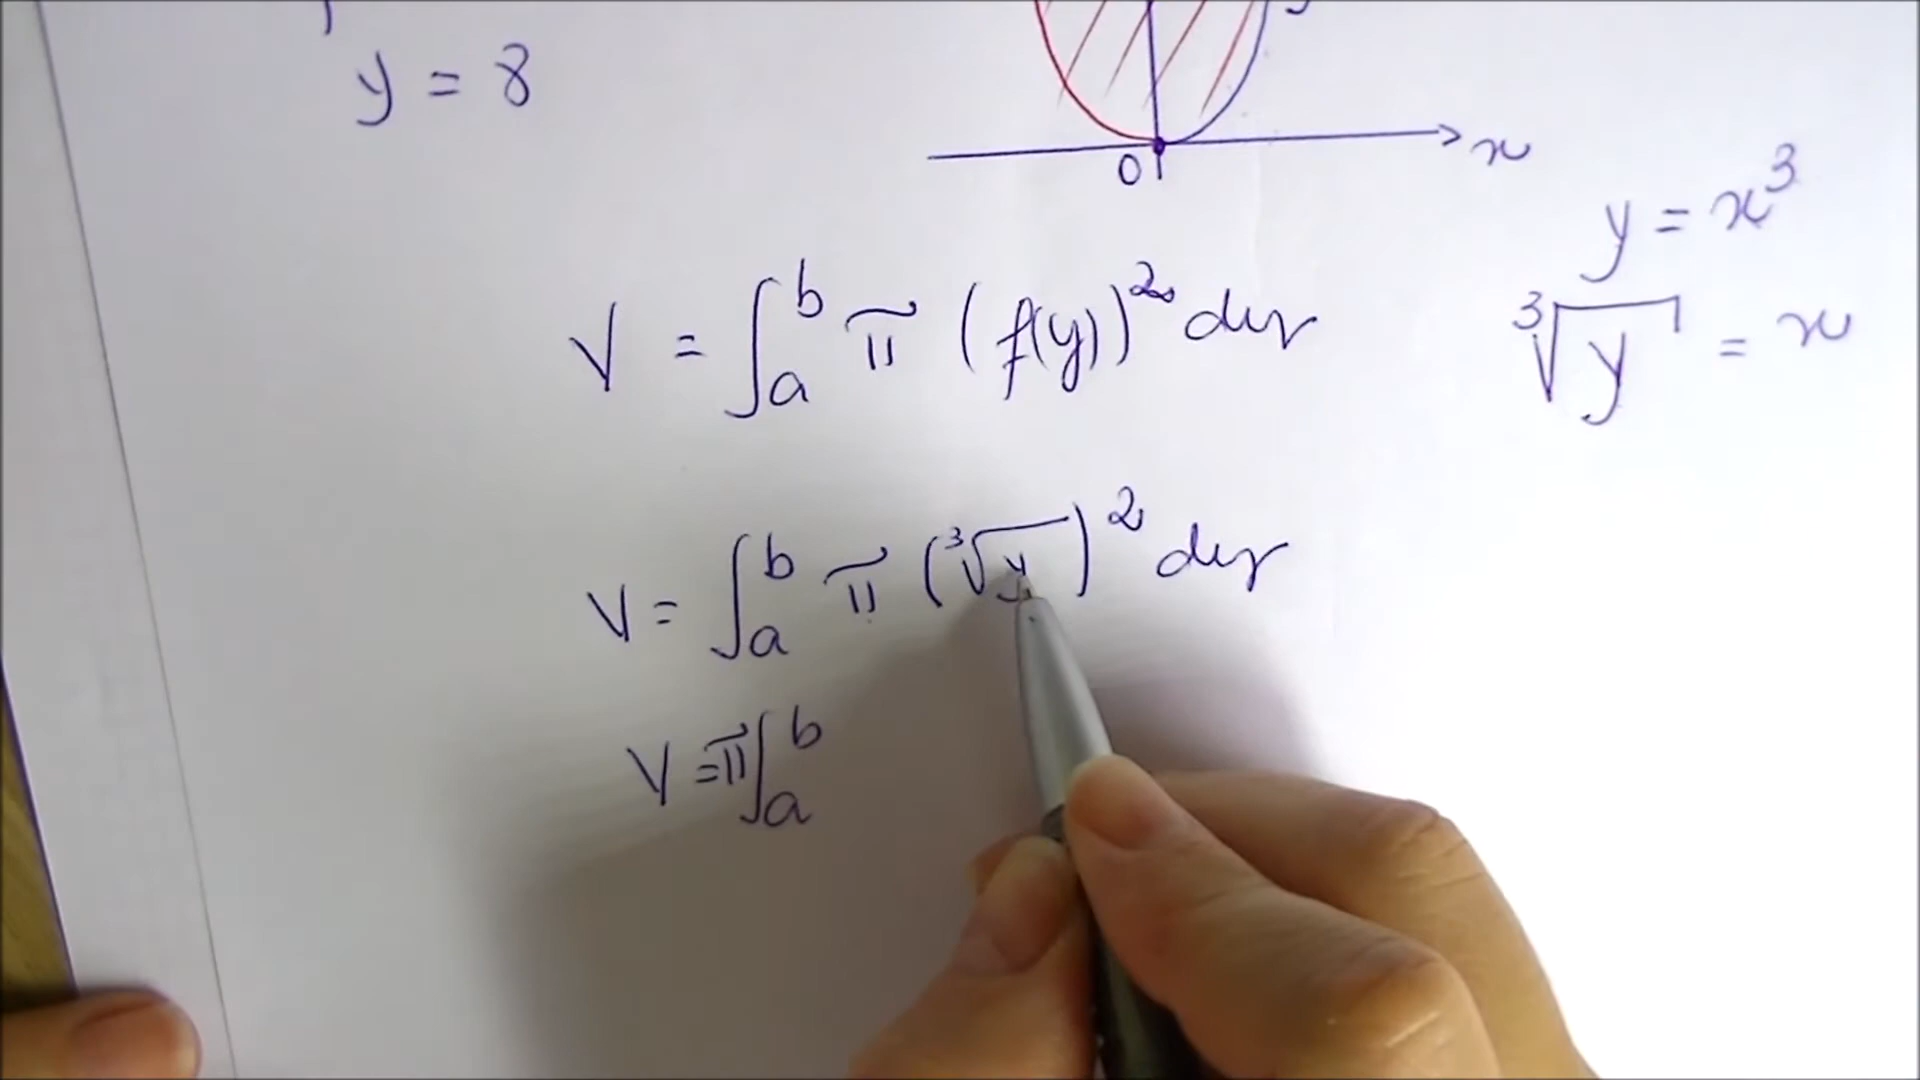 y = 8
0
x
y = x³
∛y = x
V = ∫ₐᵇ π (f(y))² dy
V = ∫ₐᵇ π (∛y)² dy
V = π∫ₐᵇ